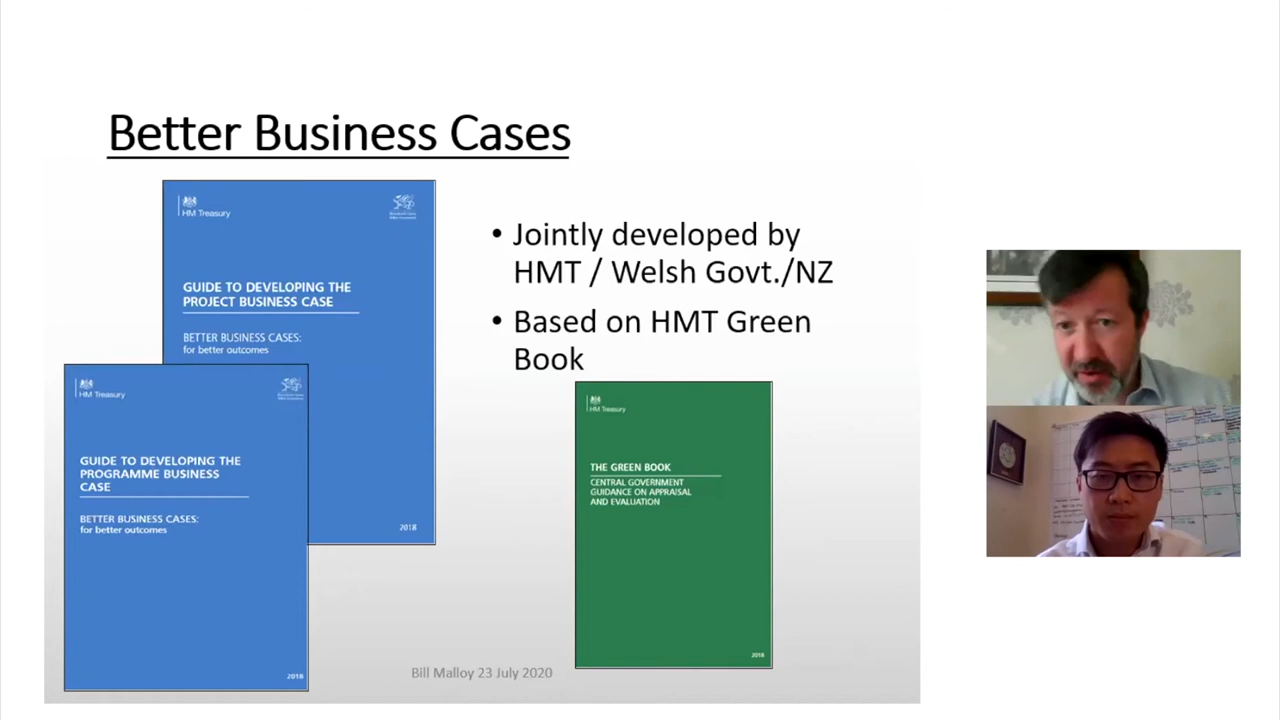 Better Business Cases
HM Treasury
GUIDE TO DEVELOPING THE
PROJECT BUSINESS CASE
BETTER BUSINESS CASES:
for better outcomes
2018
HM Treasury
GUIDE TO DEVELOPING THE
PROGRAMME BUSINESS
CASE
BETTER BUSINESS CASES:
for better outcomes
2018
• Jointly developed by
HMT / Welsh Govt./NZ
• Based on HMT Green
Book
HM Treasury
THE GREEN BOOK
CENTRAL GOVERNMENT
GUIDANCE ON APPRAISAL
AND EVALUATION
2018
Bill Malloy 23 July 2020